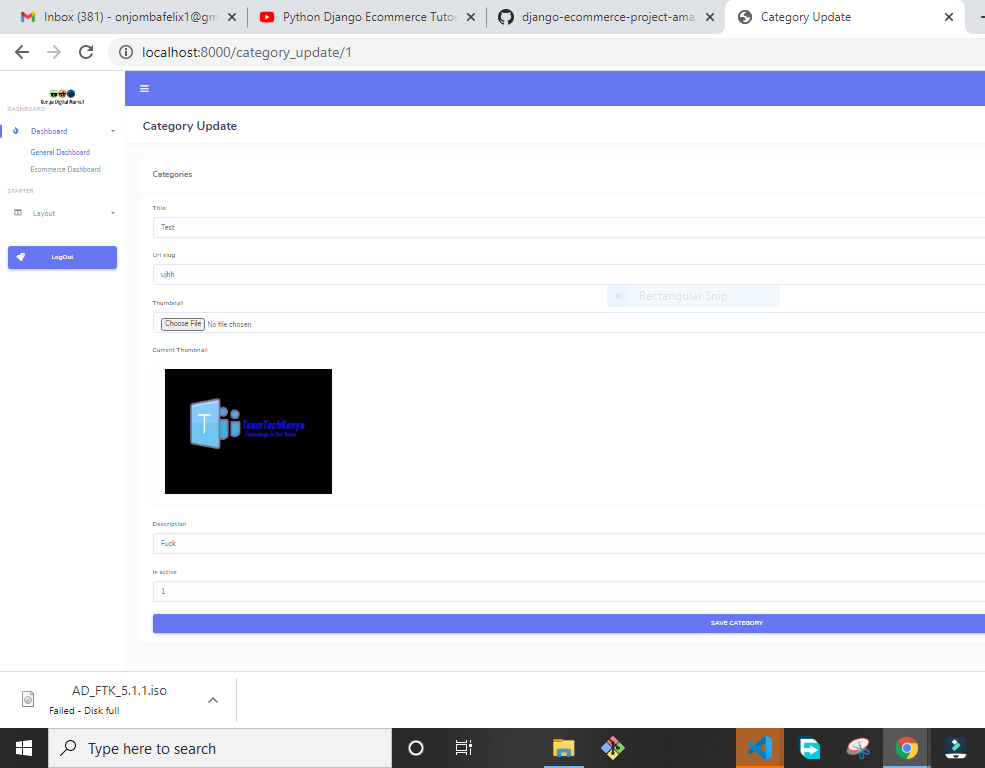 Inbox (381) - onjombafelix1@gm
Python Django Ecommerce Tutor
django-ecommerce-project-ama
Category Update
localhost:8000/category_update/1
Kenya Digital Market
DASHBOARD
Dashboard
General Dashboard
Ecommerce Dashboard
STARTER
Layout
LogOut
Category Update
Categories
Title
Test
Url slug
ujhh
Rectangular Snip
Thumbnail
Choose File No file chosen
Current Thumbnail
T
TeamTechKenya
Technology is Our Voice
Description
Fuck
Is active
1
SAVE CATEGORY
AD_FTK_5.1.1.iso
Failed - Disk full
Type here to search